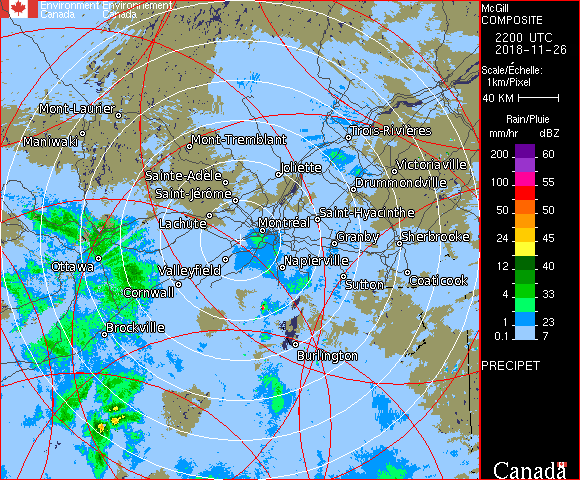 Environment Environnement
Canada Canada
McGill
COMPOSITE
2200 UTC
2018-11-26
Scale/Échelle:
1km/Pixel
40 KM
Rain/Pluie
mm/hr dBZ
200 60
100 55
50 50
24 45
12 40
4 33
1 23
0.1 7
PRECIPET
Canada
Mont-Laurier
Maniwaki
Mont-Tremblant
Trois-Rivières
Sainte-Adèle
Joliette
Victoriaville
Saint-Jérôme
Drummondville
Lachute
Montréal
Saint-Hyacinthe
Granby
Sherbrooke
Ottawa
Valleyfield
Napierville
Cornwall
Sutton
Coaticook
Brockville
Burlington